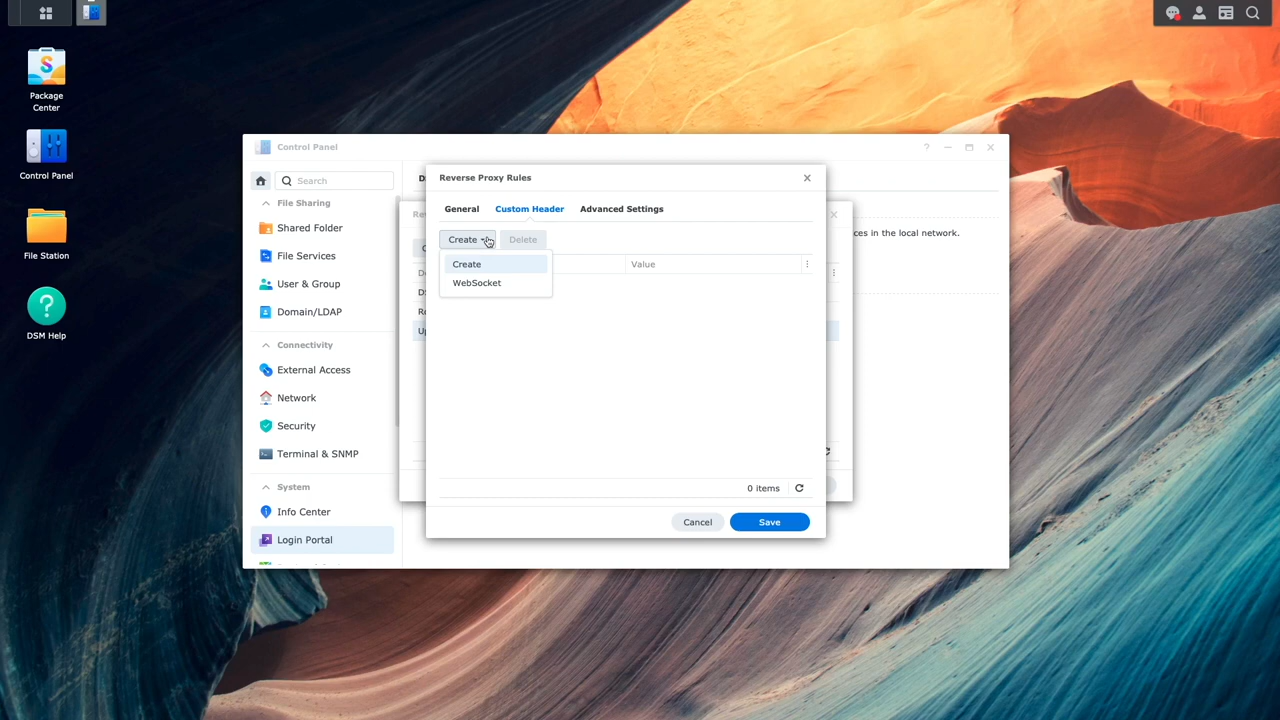 Package
Center
Control Panel
File Station
DSM Help
Control Panel
Search
File Sharing
Shared Folder
File Services
User & Group
Domain/LDAP
Connectivity
External Access
Network
Security
Terminal & SNMP
System
Info Center
Login Portal
ces in the local network.
Reverse Proxy Rules
General
Custom Header
Advanced Settings
Create
Delete
Value
Create
WebSocket
0 items
Cancel
Save